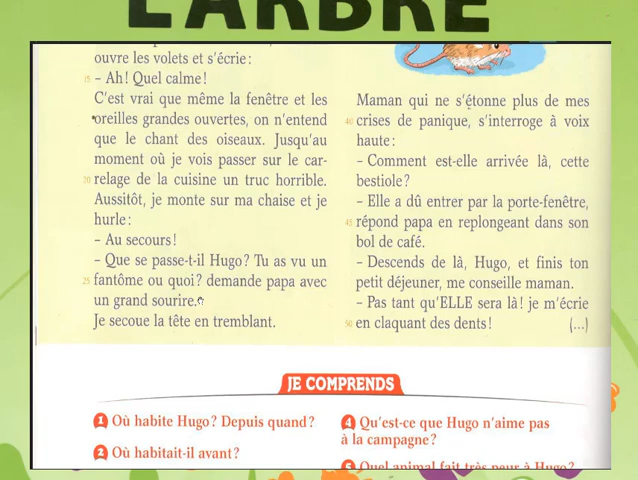 L'ARBRE
ouvre les volets et s'écrie :
15 – Ah ! Quel calme !
C'est vrai que même la fenêtre et les
oreilles grandes ouvertes, on n'entend
que le chant des oiseaux. Jusqu'au
moment où je vois passer sur le car-
20 relage de la cuisine un truc horrible.
Aussitôt, je monte sur ma chaise et je
hurle :
– Au secours !
– Que se passe-t-il Hugo ? Tu as vu un
25 fantôme ou quoi ? demande papa avec
un grand sourire.
Je secoue la tête en tremblant.
Maman qui ne s'étonne plus de mes
40 crises de panique, s'interroge à voix
haute :
– Comment est-elle arrivée là, cette
bestiole ?
– Elle a dû entrer par la porte-fenêtre,
45 répond papa en replongeant dans son
bol de café.
– Descends de là, Hugo, et finis ton
petit déjeuner, me conseille maman.
– Pas tant qu'ELLE sera là ! je m'écrie
50 en claquant des dents ! (...)
JE COMPRENDS
1 Où habite Hugo ? Depuis quand ?
2 Où habitait-il avant ?
4 Qu'est-ce que Hugo n'aime pas
à la campagne ?
5 Quel animal fait très peur à Hugo ?